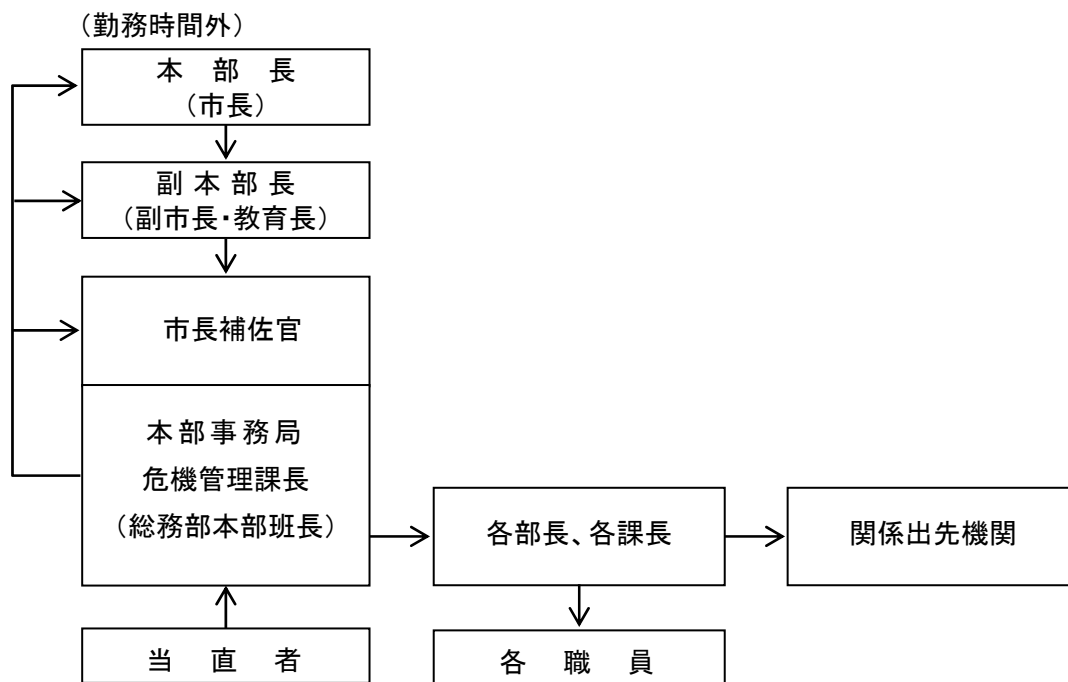 （勤務時間外）
本部長
（市長）
副本部長
（副市長・教育長）
市長補佐官
本部事務局
危機管理課長
（総務部本部班長）
各部長、各課長
関係出先機関
当直者
各職員